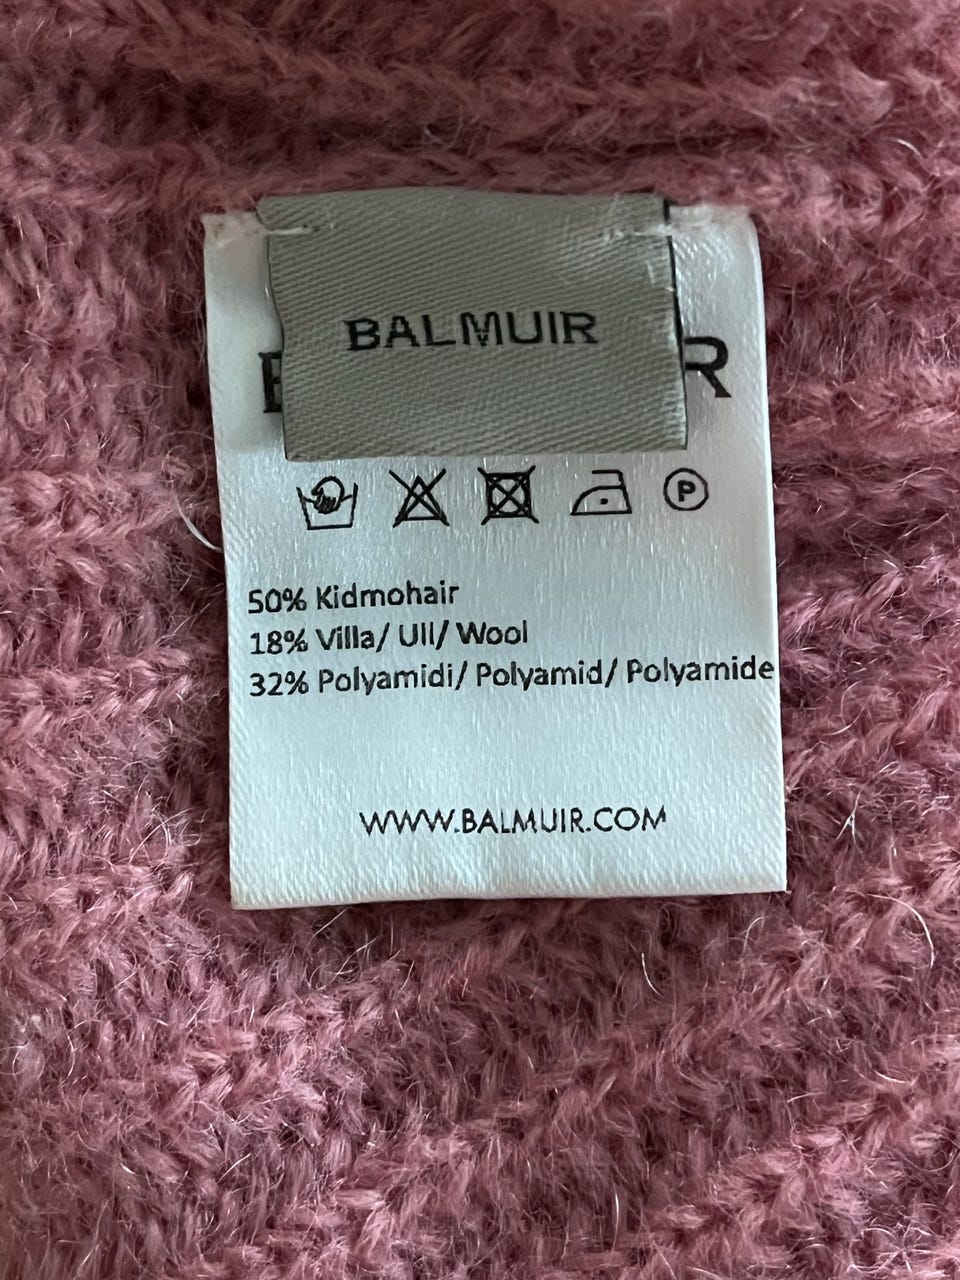 BALMUIR
R
P
50% Kidmohair
18% Villa/ Ull/ Wool
32% Polyamidi/ Polyamid/ Polyamide
WWW.BALMUIR.COM